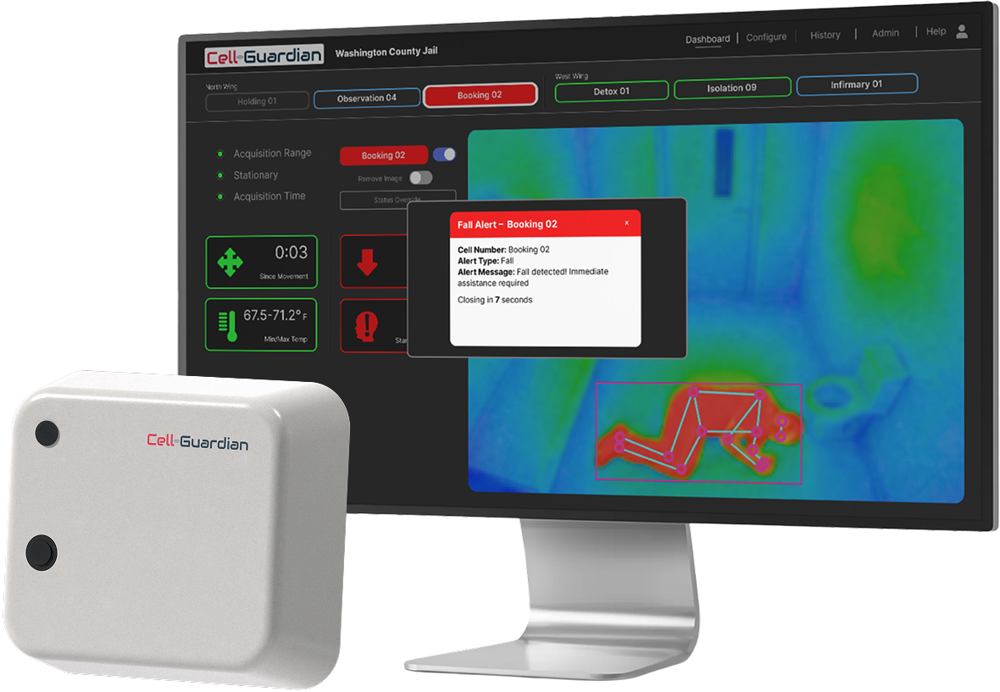 Cell-Guardian
Washington County Jail
Dashboard | Configure | History | Admin | Help
North Wing
Holding 01
Observation 04
Booking 02
West Wing
Detox 01
Isolation 09
Infirmary 01
Acquisition Range
Stationary
Acquisition Time
Booking 02
Remove Image
Status Override
0:03
Since Movement
67.5-71.2° F
Min/Max Temp
Fall Alert – Booking 02 x
Cell Number: Booking 02
Alert Type: Fall
Alert Message: Fall detected! Immediate
assistance required
Closing in 7 seconds
Cell-Guardian